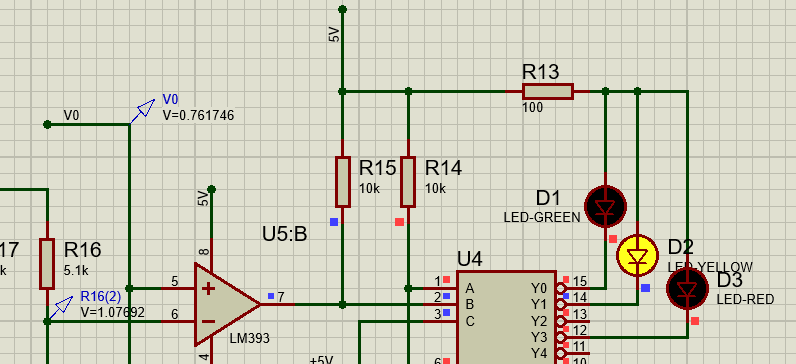 5V
R13
100
V0
V0
V=0.761746
R15
10k
R14
10k
5V
D1
LED-GREEN
U5:B
17
k
R16
5.1k
8
U4
D2
LED-YELLOW
D3
LED-RED
R16(2)
V=1.07692
5
6
7
LM393
4
+5V
1
2
3
6
A
B
C
Y0
Y1
Y2
Y3
Y4
15
14
13
12
11
10